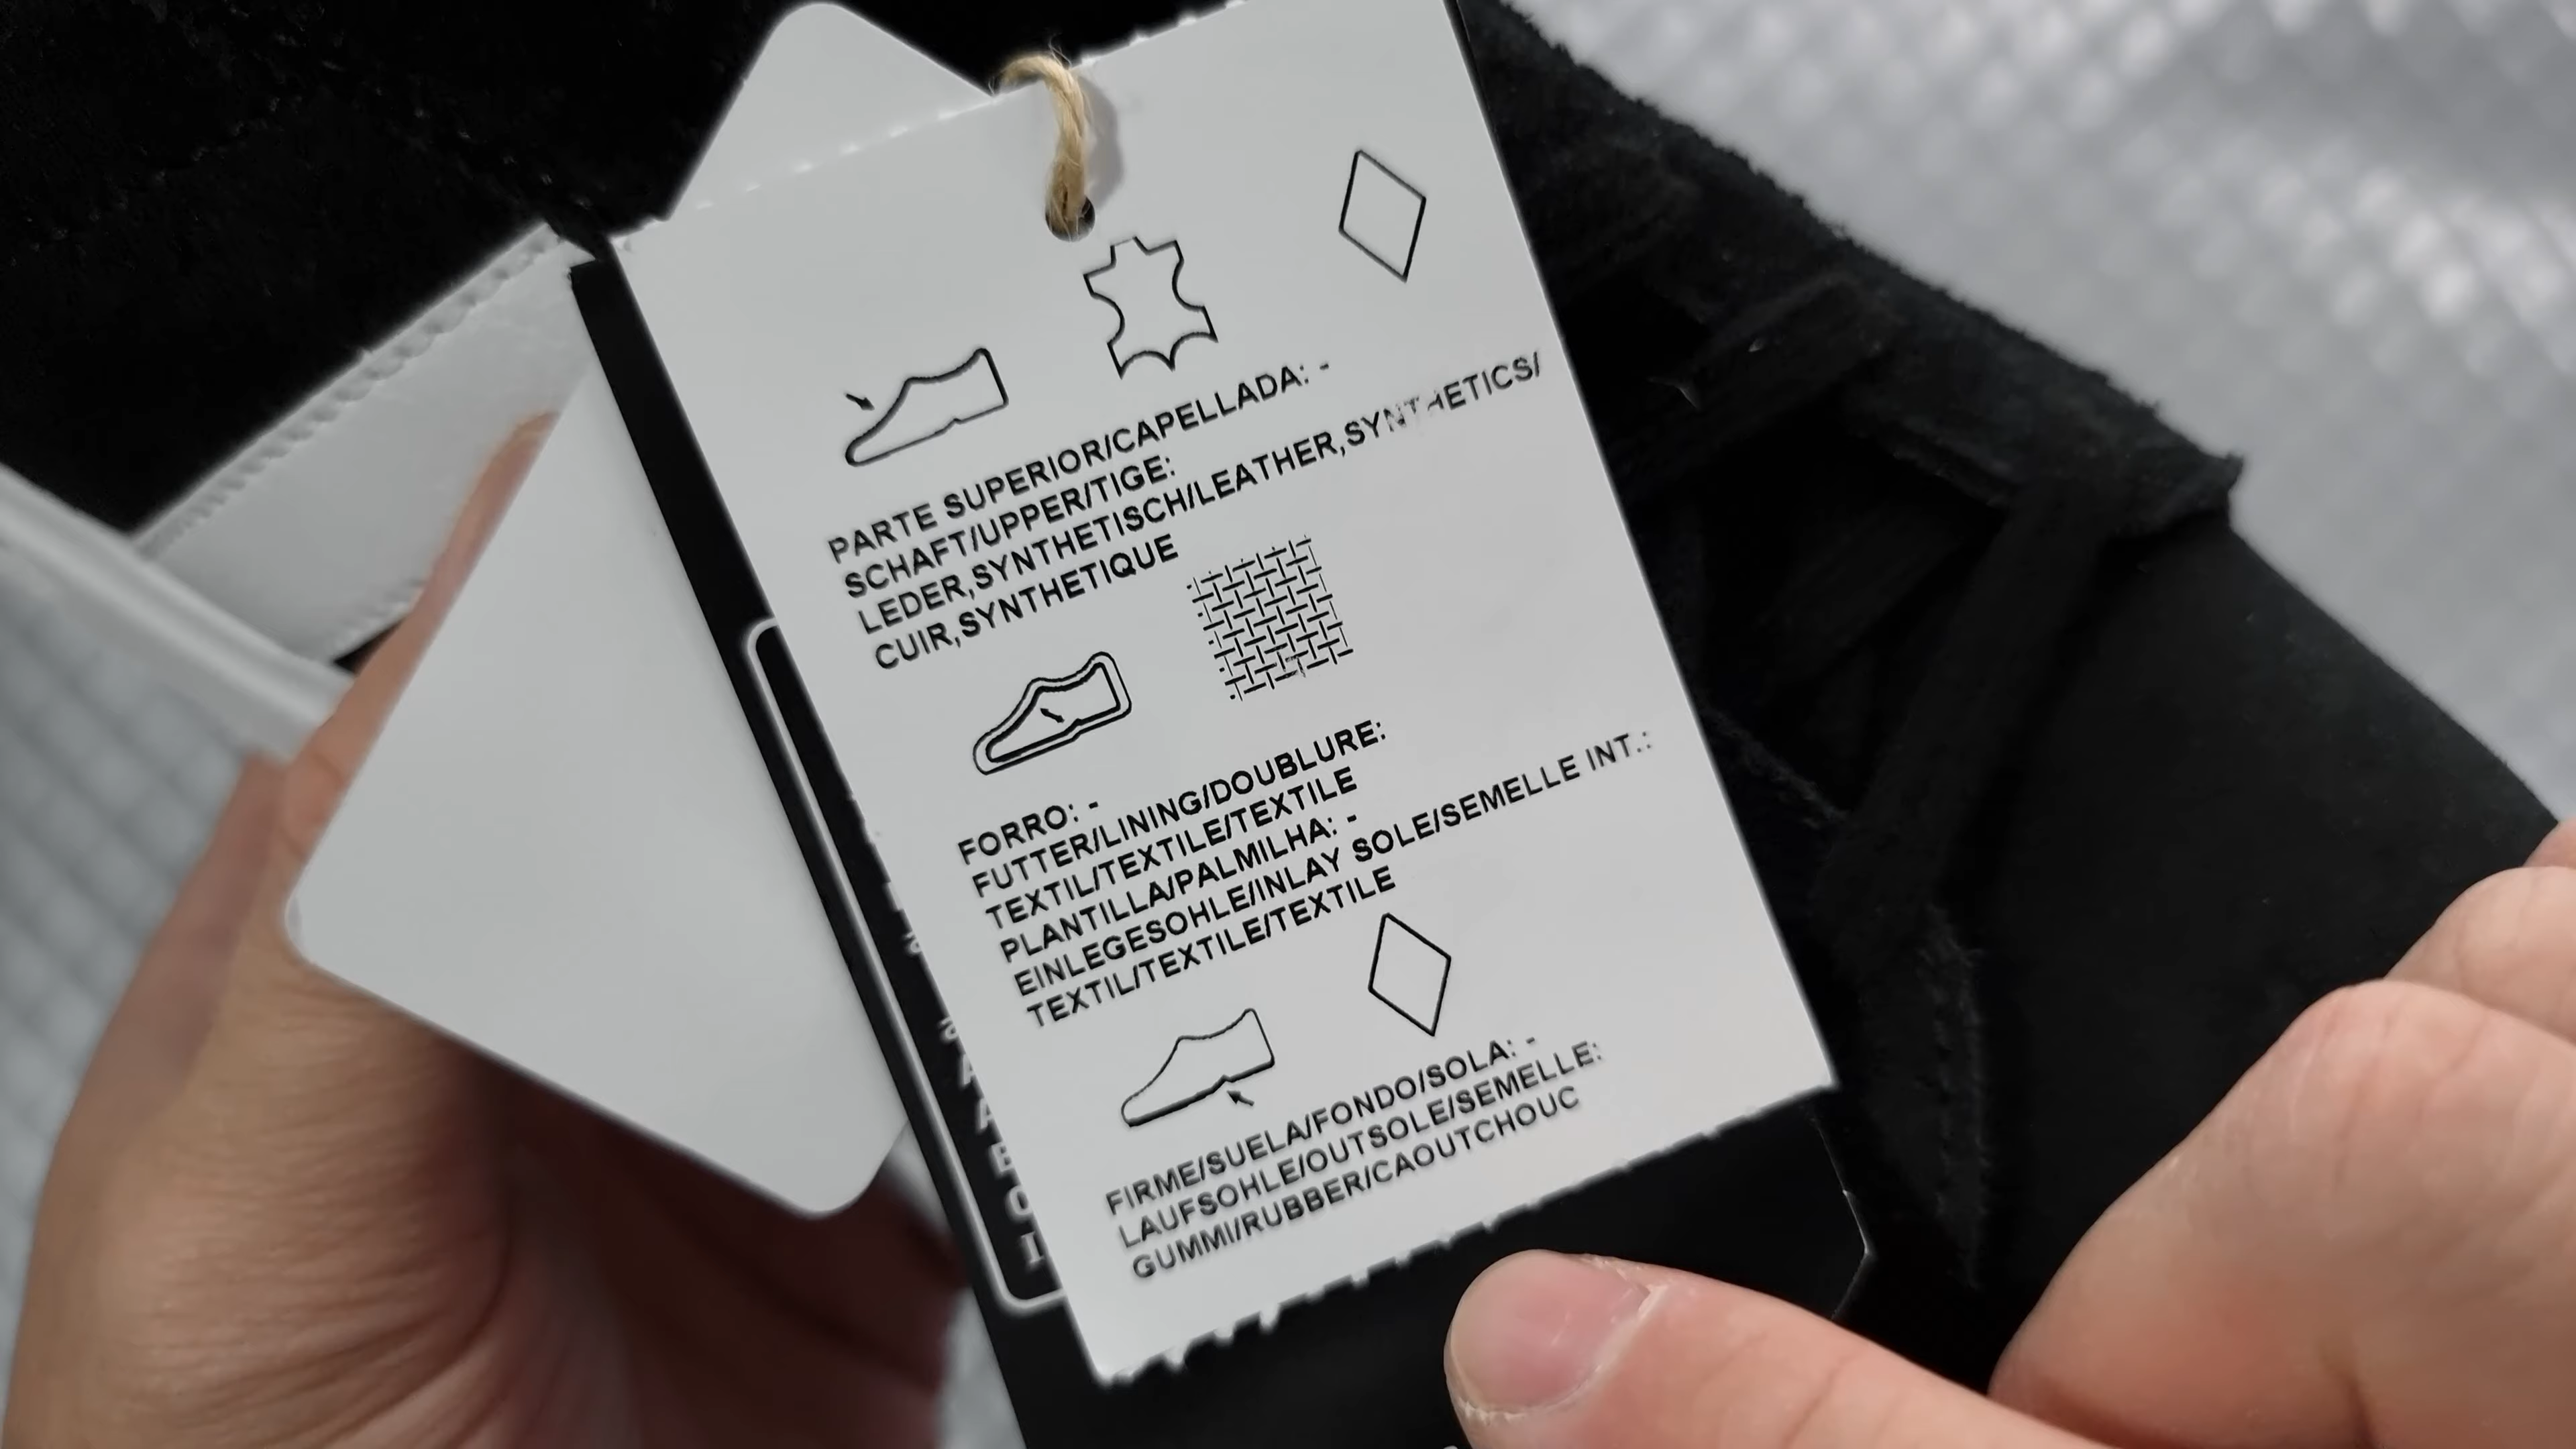 PARTE SUPERIOR/CAPELLADA: -
SCHAFT/UPPER/TIGE:
LEDER,SYNTHETISCH/LEATHER,SYNTHETICS/
CUIR,SYNTHETIQUE
FORRO: -
FUTTER/LINING/DOUBLURE:
TEXTIL/TEXTILE/TEXTILE
PLANTILLA/PALMILHA: -
EINLEGESOHLE/INLAY SOLE/SEMELLE INT.:
TEXTIL/TEXTILE/TEXTILE
FIRME/SUELA/FONDO/SOLA: -
LAUFSOHLE/OUTSOLE/SEMELLE:
GUMMI/RUBBER/CAOUTCHOUC